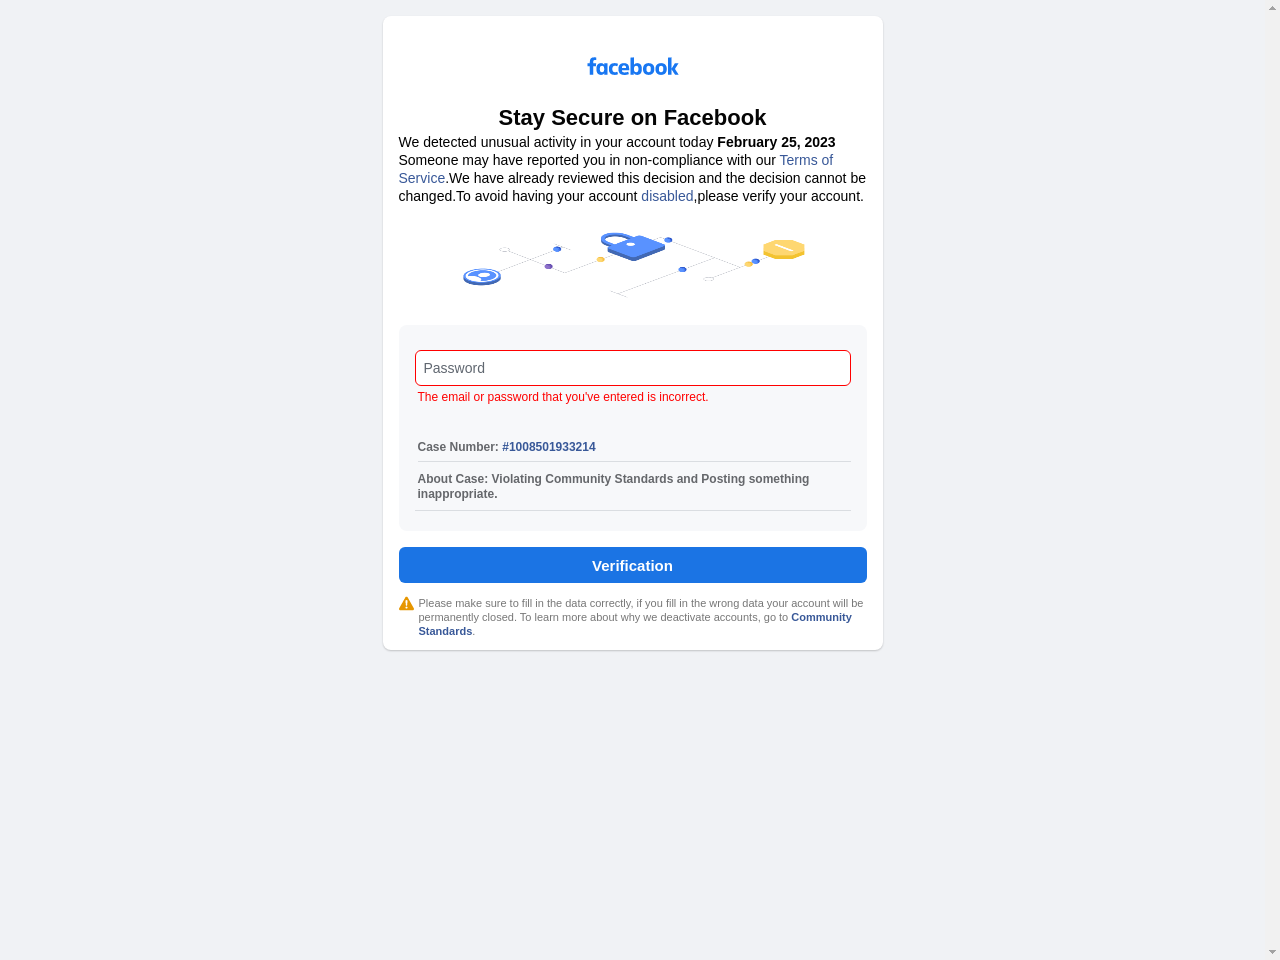 facebook
Stay Secure on Facebook
We detected unusual activity in your account today February 25, 2023
Someone may have reported you in non-compliance with our Terms of
Service.We have already reviewed this decision and the decision cannot be
changed.To avoid having your account disabled,please verify your account.
Password
The email or password that you've entered is incorrect.
Case Number: #1008501933214
About Case: Violating Community Standards and Posting something
inappropriate.
Verification
Please make sure to fill in the data correctly, if you fill in the wrong data your account will be
permanently closed. To learn more about why we deactivate accounts, go to Community
Standards.